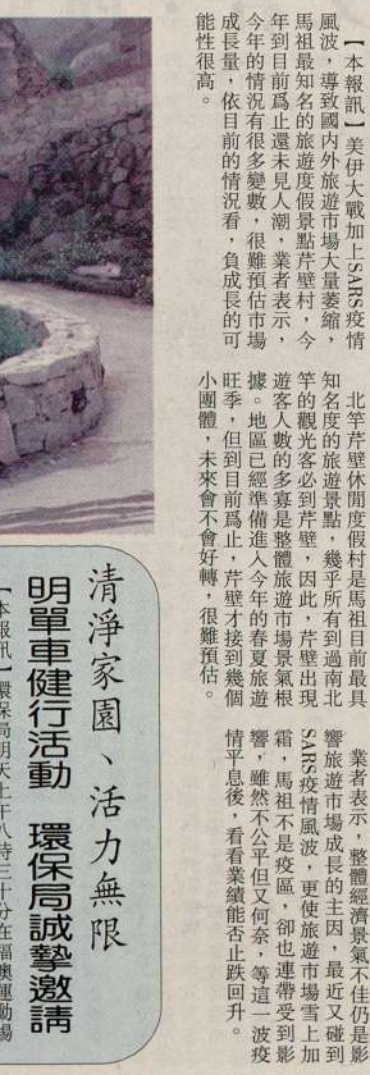 【本報訊】美伊大戰加上SARS疫情
風波，導致國內外旅遊市場大量萎縮，
馬祖最知名的旅遊度假景點芹壁村，今
年到目前爲止還未見人潮，業者表示，
今年的情況有很多變數，很難預估市場
成長量，依目前的情況看，負成長的可
能性很高。
北竿芹壁休閒度假村是馬祖目前最具
知名度的旅遊景點，幾乎所有到過南北
竿的觀光客必到芹壁，因此，芹壁出現
遊客人數的多寡是整體旅遊市場景氣根
據。地區已經準備進入今年的春夏旅遊
旺季，但到目前爲止，芹壁才接到幾個
小團體，未來會不會好轉，很難預估。
業者表示，整體經濟景氣不佳仍是影
響旅遊市場成長的主因，最近又碰到
SARS疫情風波，更使旅遊市場雪上加
霜，馬祖不是疫區，卻也連帶受到影
響，雖然不公平但又何奈，等這一波疫
情平息後，看看業績能否止跌回升。
清淨家園、活力無限
明單車健行活動 環保局誠摯邀請
【本報訊】環保局明天上午八時三十分在福澳運動場